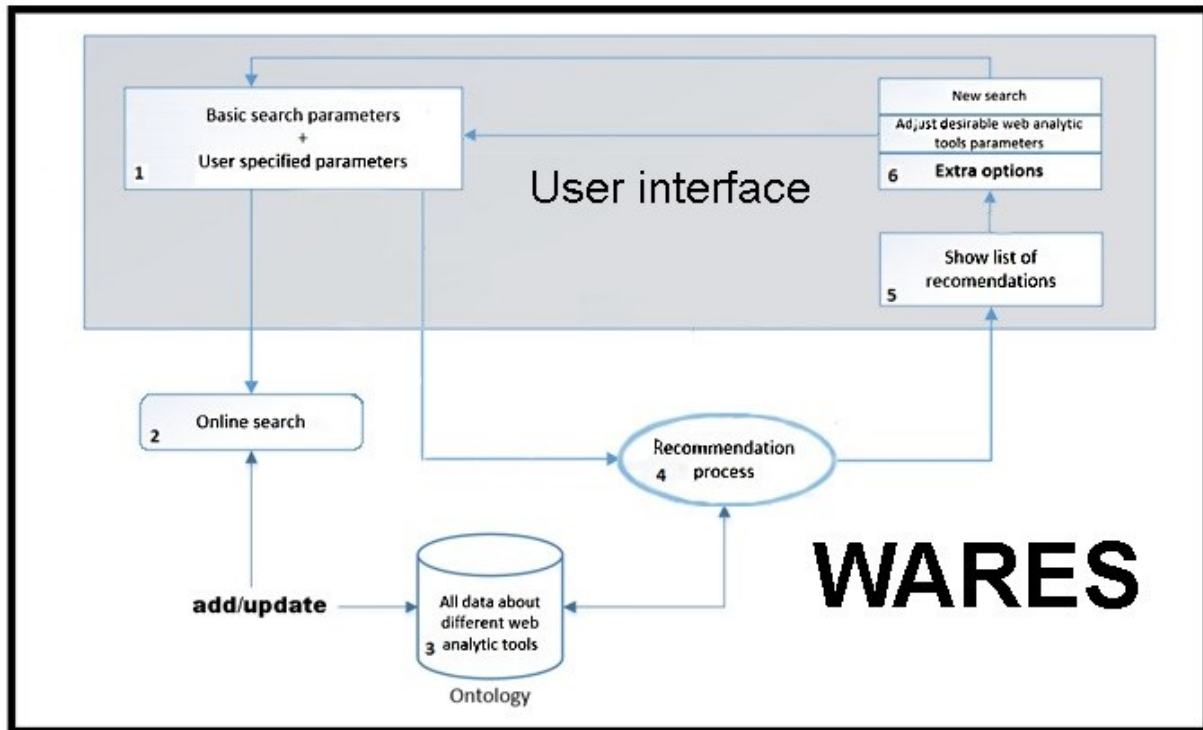 Basic search parameters
+
User specified parameters
1
New search
Adjust desirable web analytic
tools parameters
6 Extra options
User interface
Show list of
recomendations
5
Online search
2
Recommendation
process
4
WARES
add/update
All data about
different web
analytic tools
3
Ontology